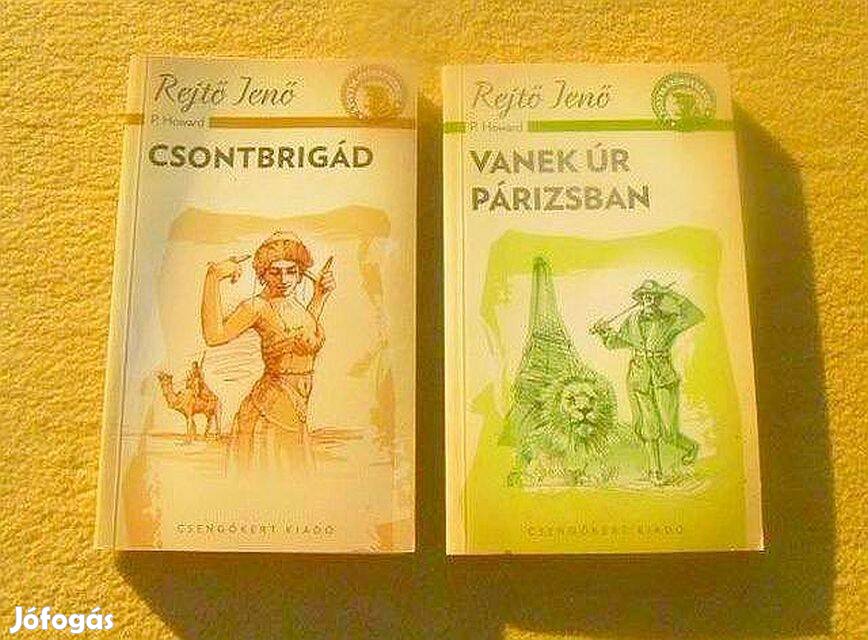 Rejtő Jenő
P. Howard
CSONTBRIGÁD
CSENGŐKERT KIADÓ
Rejtő Jenő
P. Howard
VANEK ÚR
PÁRIZSBAN
CSENGŐKERT KIADÓ
Jófogás